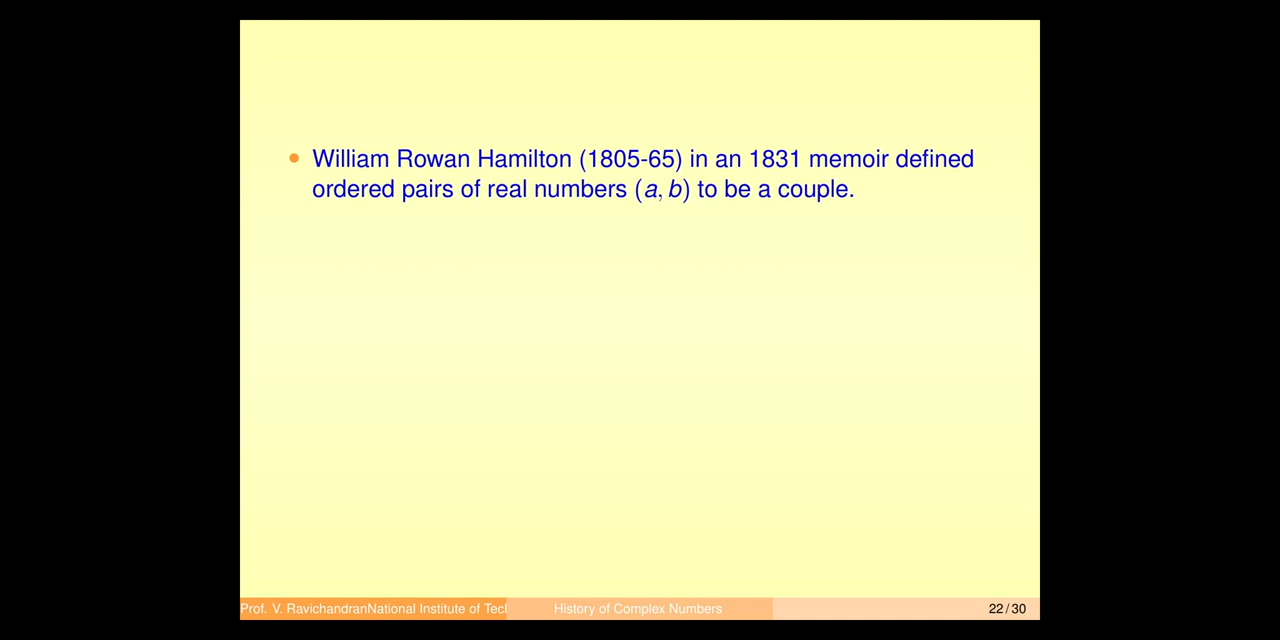 William Rowan Hamilton (1805-65) in an 1831 memoir defined
ordered pairs of real numbers (a, b) to be a couple.
Prof. V. RavichandranNational Institute of Tecl
History of Complex Numbers
22 / 30